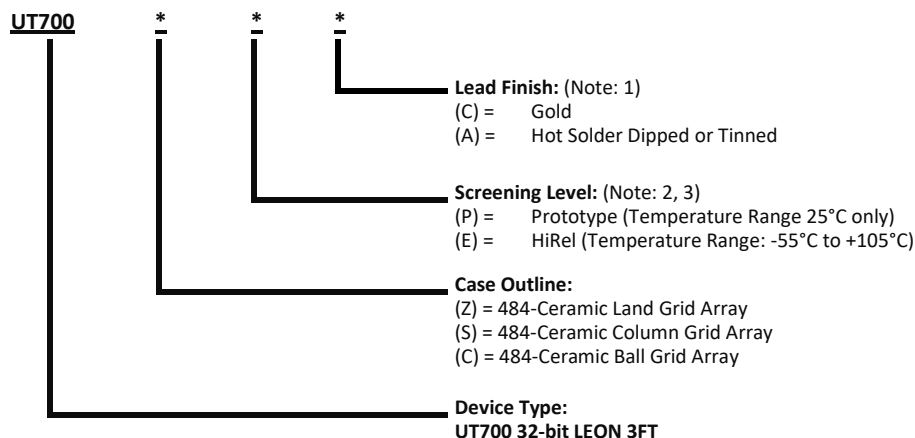 UT700 * * *
Lead Finish: (Note: 1)
(C) = Gold
(A) = Hot Solder Dipped or Tinned
Screening Level: (Note: 2, 3)
(P) = Prototype (Temperature Range 25°C only)
(E) = HiRel (Temperature Range: -55°C to +105°C)
Case Outline:
(Z) = 484-Ceramic Land Grid Array
(S) = 484-Ceramic Column Grid Array
(C) = 484-Ceramic Ball Grid Array
Device Type:
UT700 32-bit LEON 3FT